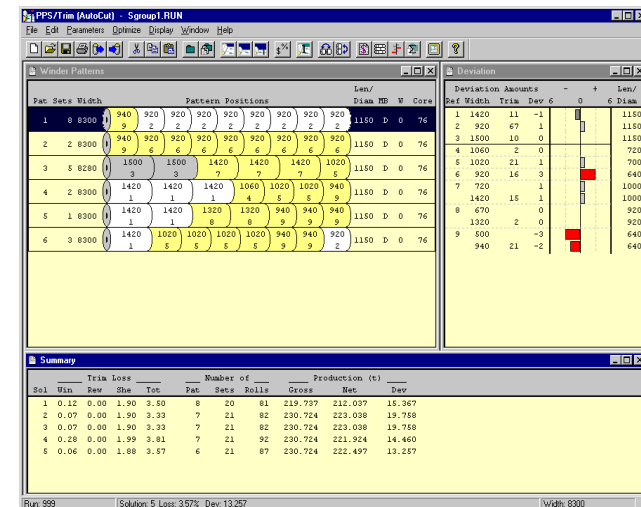 PPS/Trim (AutoCut) - Sgroup1.RUN
File Edit Parameters Optimize Display Window Help
Winder Patterns
Len/
Pat Sets Width Pattern Positions Diam MB W Core
1 8 8300 940 920 920 920 920 920 920 920 920 1150 D 0 76
9 2 2 2 2 2 2 2 2
2 2 8300 940 920 920 920 920 920 920 920 920 1150 D 0 76
9 6 6 6 6 6 6 6 6
3 5 8280 1500 1500 1420 1420 1420 1020 1150 D 0 76
3 3 7 7 7 5
4 2 8300 1420 1420 1420 1060 1020 1020 940 1150 D 0 76
1 1 1 4 5 5 9
5 1 8300 1420 1420 1320 1320 940 940 940 1150 D 0 76
1 1 8 8 9 9 9
6 3 8300 1420 1020 1020 1020 1020 940 940 920 1150 D 0 76
1 5 5 5 5 9 9 2
Deviation
Deviation Amounts - + Len/
Ref Width Trim Dev 6 0 6 Diam
1 1420 11 -1 1150
2 920 67 1 1150
3 1500 10 0 1150
4 1060 2 0 720
5 1020 21 1 700
6 920 16 3 640
7 720 1 1000
1420 15 1 1000
8 670 0 920
1320 2 0 920
9 500 -3 640
940 21 -2 640
Summary
Trim Loss Number of Production (t)
Sol Win Rew She Tot Pat Sets Rolls Gross Net Dev
1 0.12 0.00 1.90 3.50 8 20 81 219.737 212.037 15.367
2 0.07 0.00 1.90 3.33 7 21 82 230.724 223.038 19.758
3 0.07 0.00 1.90 3.33 7 21 82 230.724 223.038 19.758
4 0.28 0.00 1.99 3.81 7 21 92 230.724 221.924 14.460
5 0.06 0.00 1.88 3.57 6 21 87 230.724 222.497 13.257
Run: 999 Solution: 5 Loss: 3.57% Dev: 13.257 Width: 8300